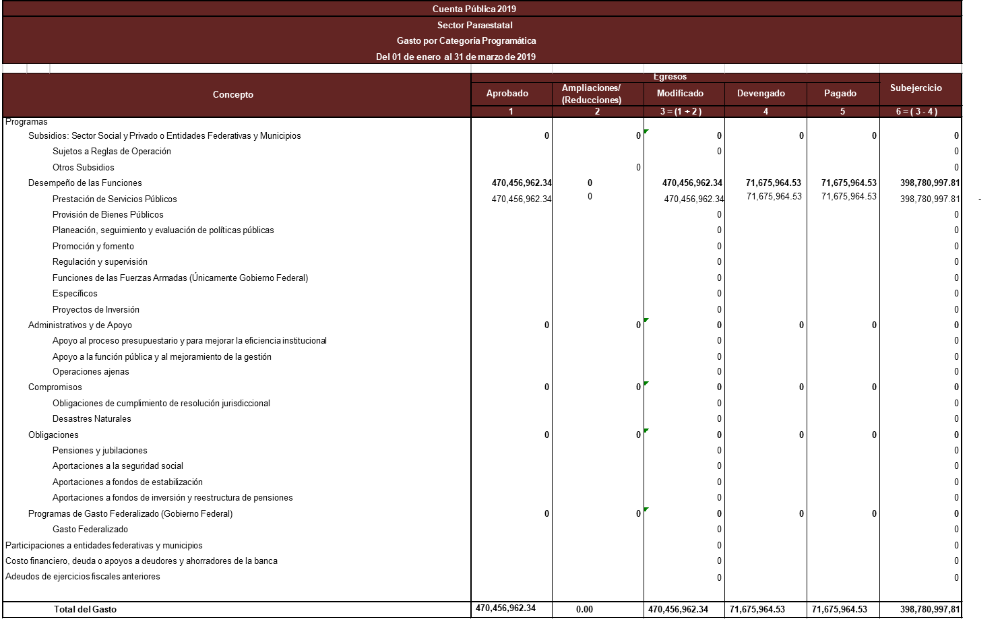 Cuenta Pública 2019
Sector Paraestatal
Gasto por Categoría Programática
Del 01 de enero al 31 de marzo de 2019
Concepto Egresos Subejercicio
Aprobado Ampliaciones/ (Reducciones) Modificado Devengado Pagado
1 2 3 = (1 + 2 ) 4 5 6 = ( 3 - 4 )
Programas
Subsidios: Sector Social y Privado o Entidades Federativas y Municipios 0 0 0 0 0 0
Sujetos a Reglas de Operación 0 0
Otros Subsidios 0 0
Desempeño de las Funciones 470,456,962.34 0 470,456,962.34 71,675,964.53 71,675,964.53 398,780,997.81
Prestación de Servicios Públicos 470,456,962.34 0 470,456,962.34 71,675,964.53 71,675,964.53 398,780,997.81 -
Provisión de Bienes Públicos 0 0
Planeación, seguimiento y evaluación de políticas públicas 0 0
Promoción y fomento 0 0
Regulación y supervisión 0 0
Funciones de las Fuerzas Armadas (Únicamente Gobierno Federal) 0 0
Específicos 0 0
Proyectos de Inversión 0 0
Administrativos y de Apoyo 0 0 0 0 0 0
Apoyo al proceso presupuestario y para mejorar la eficiencia institucional 0 0
Apoyo a la función pública y al mejoramiento de la gestión 0 0
Operaciones ajenas 0 0
Compromisos 0 0 0 0 0 0
Obligaciones de cumplimiento de resolución jurisdiccional 0 0
Desastres Naturales 0 0
Obligaciones 0 0 0 0 0 0
Pensiones y jubilaciones 0 0
Aportaciones a la seguridad social 0 0
Aportaciones a fondos de estabilización 0 0
Aportaciones a fondos de inversión y reestructura de pensiones 0 0
Programas de Gasto Federalizado (Gobierno Federal) 0 0 0 0 0 0
Gasto Federalizado 0 0
Participaciones a entidades federativas y municipios 0 0
Costo financiero, deuda o apoyos a deudores y ahorradores de la banca 0 0
Adeudos de ejercicios fiscales anteriores 0 0
Total del Gasto 470,456,962.34 0.00 470,456,962.34 71,675,964.53 71,675,964.53 398,780,997,81